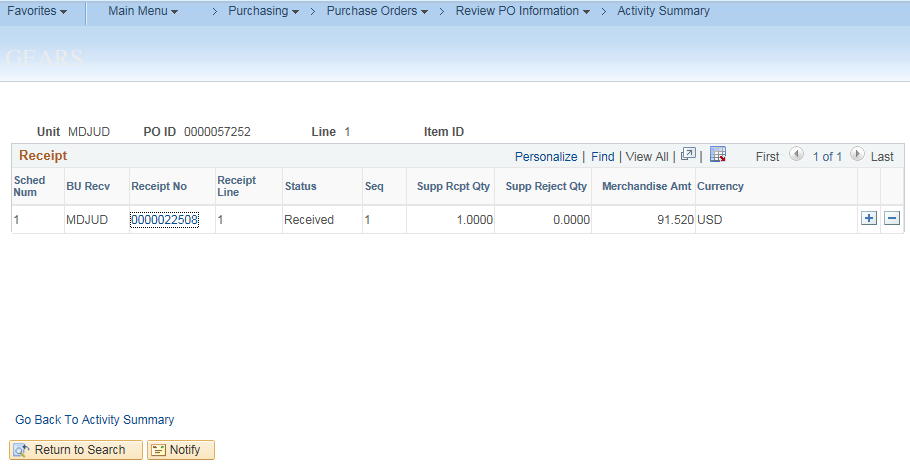 Favorites Main Menu > Purchasing > Purchase Orders > Review PO Information > Activity Summary
GEARS
Unit MDJUD PO ID 0000057252 Line 1 Item ID
Receipt Personalize | Find | View All | | First 1 of 1 Last
Sched Num BU Recv Receipt No Receipt Line Status Seq Supp Rcpt Qty Supp Reject Qty Merchandise Amt Currency
1 MDJUD 0000022508 1 Received 1 1.0000 0.0000 91.520 USD + −
Go Back To Activity Summary
Return to Search Notify